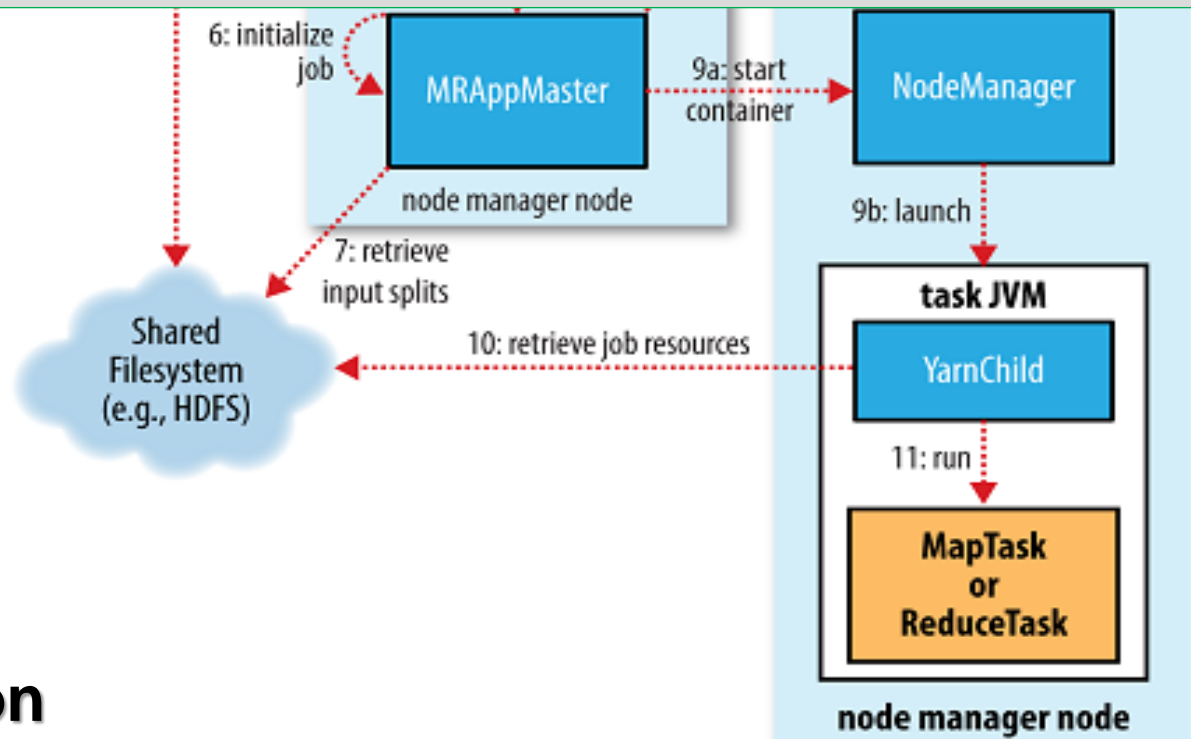 6: initialize
job
MRAppMaster
9a: start
container
NodeManager
node manager node
9b: launch
7: retrieve
input splits
task JVM
Shared
Filesystem
(e.g., HDFS)
10: retrieve job resources
YarnChild
11: run
MapTask
or
ReduceTask
on
node manager node